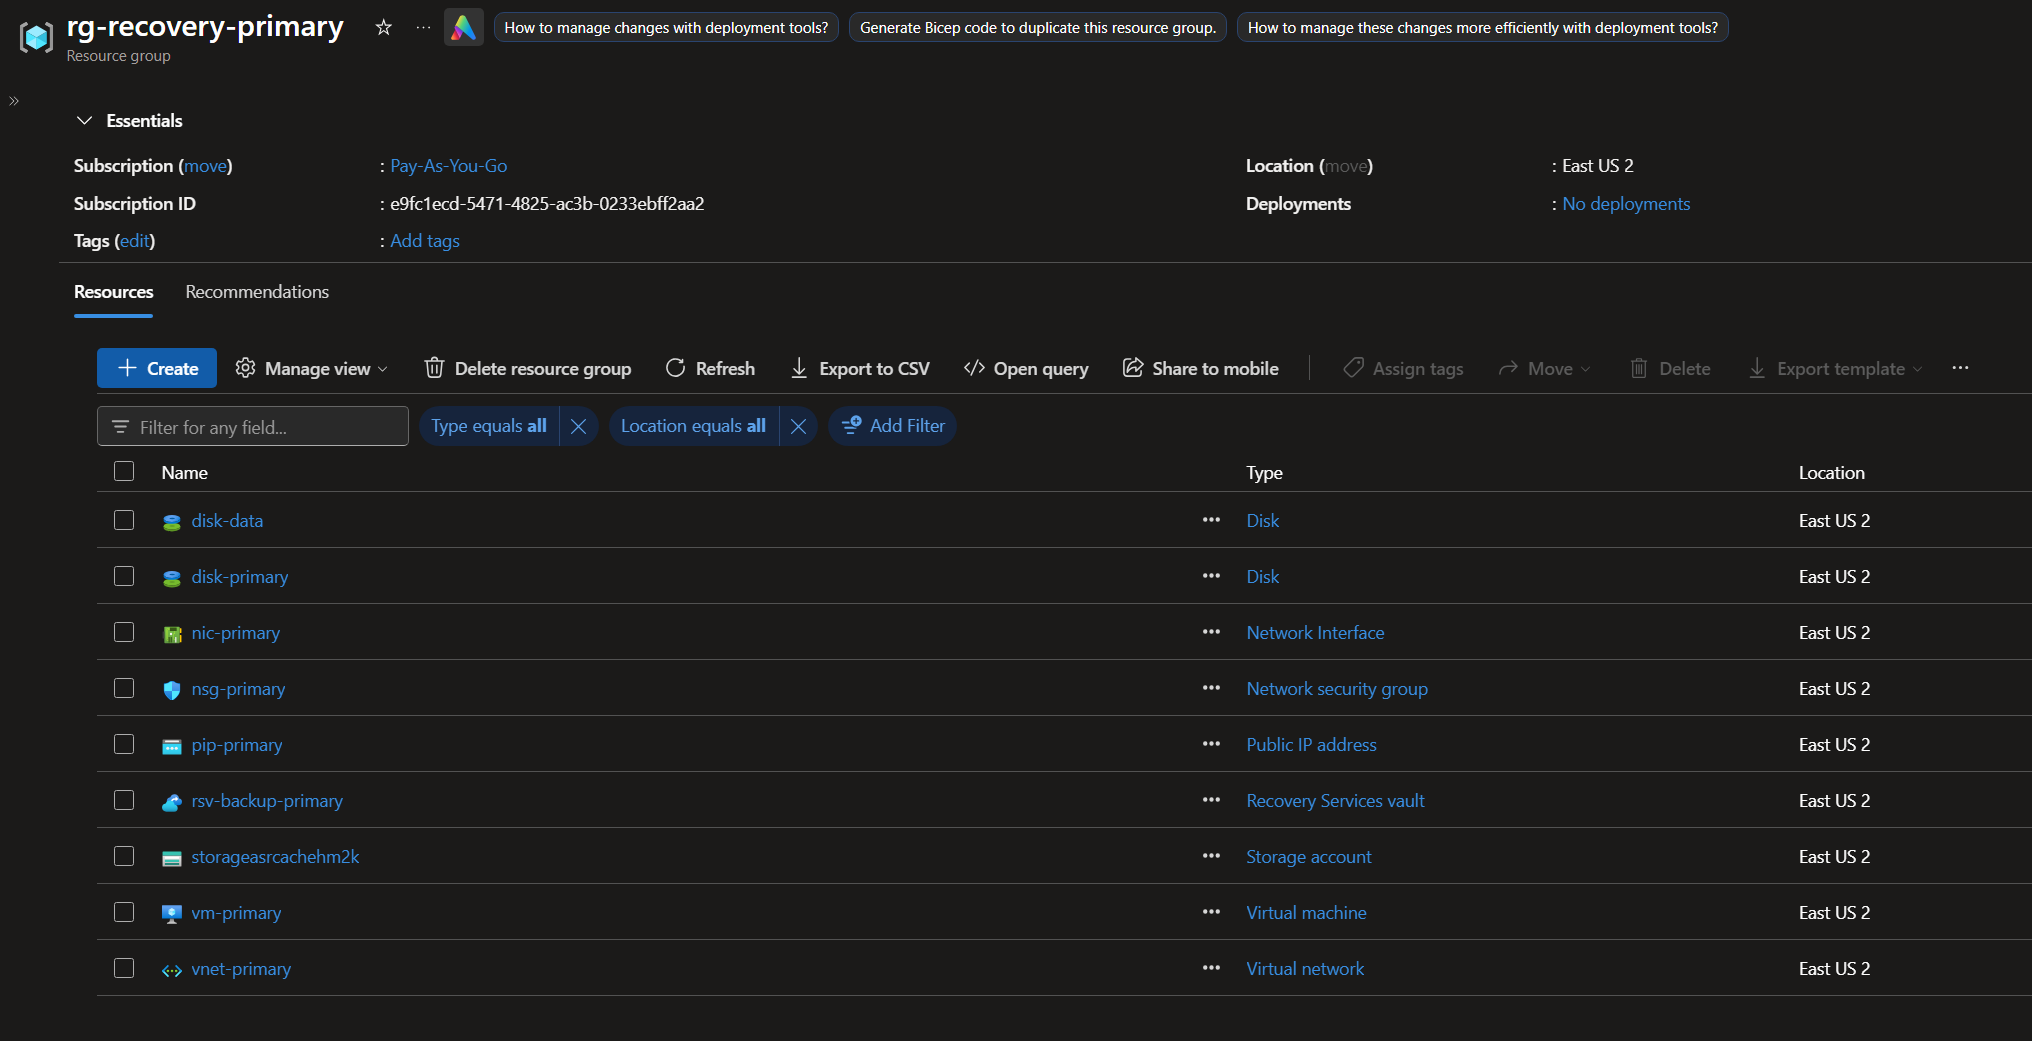 rg-recovery-primary
Resource group
How to manage changes with deployment tools?
Generate Bicep code to duplicate this resource group.
How to manage these changes more efficiently with deployment tools?
Essentials
Subscription (move) : Pay-As-You-Go
Location (move) : East US 2
Subscription ID : e9fc1ecd-5471-4825-ac3b-0233ebff2aa2
Deployments : No deployments
Tags (edit) : Add tags
Resources Recommendations
Create Manage view Delete resource group Refresh Export to CSV Open query Share to mobile Assign tags Move Delete Export template
Filter for any field... Type equals all Location equals all Add Filter
Name Type Location
disk-data Disk East US 2
disk-primary Disk East US 2
nic-primary Network Interface East US 2
nsg-primary Network security group East US 2
pip-primary Public IP address East US 2
rsv-backup-primary Recovery Services vault East US 2
storageasrcachehm2k Storage account East US 2
vm-primary Virtual machine East US 2
vnet-primary Virtual network East US 2